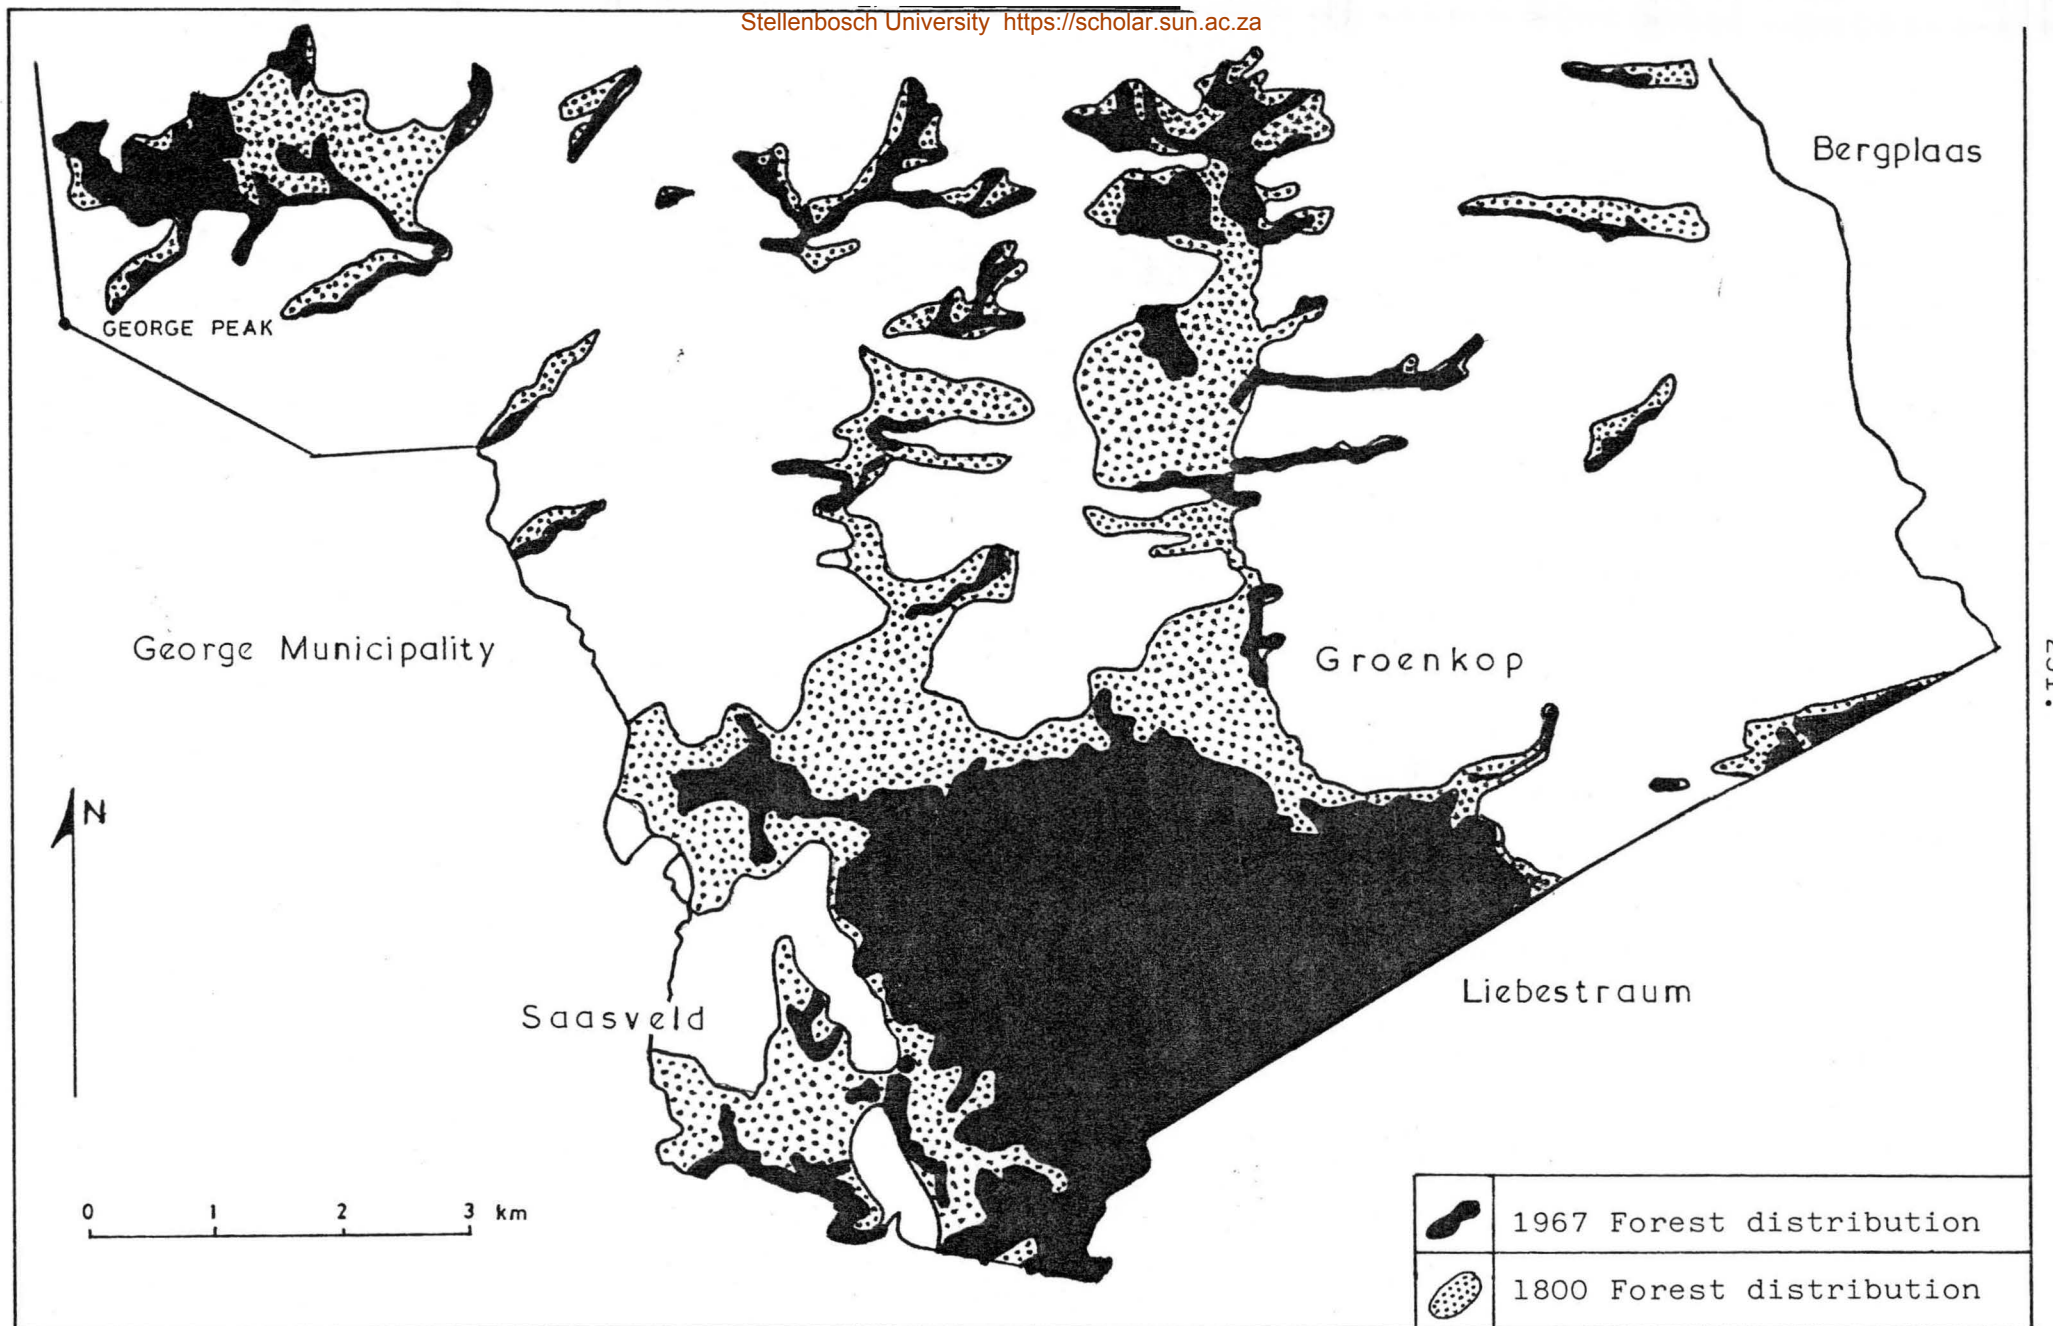 Stellenbosch University https://scholar.sun.ac.za
Bergplaas
GEORGE PEAK
George Municipality
Groenkop
N
Saasveld
Liebestraum
0 1 2 3 km
1967 Forest distribution
1800 Forest distribution